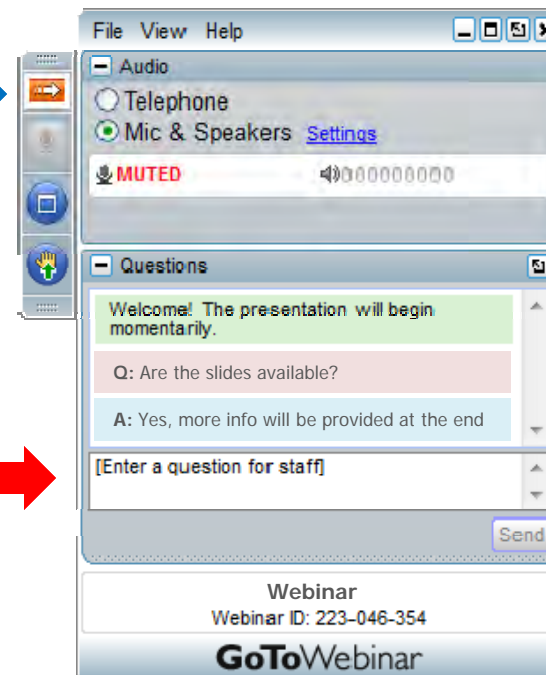 File View Help
Audio
Telephone
Mic & Speakers Settings
MUTED
Questions
Welcome! The presentation will begin
momentarily.
Q: Are the slides available?
A: Yes, more info will be provided at the end
[Enter a question for staff]
Send
Webinar
Webinar ID: 223-046-354
GoToWebinar